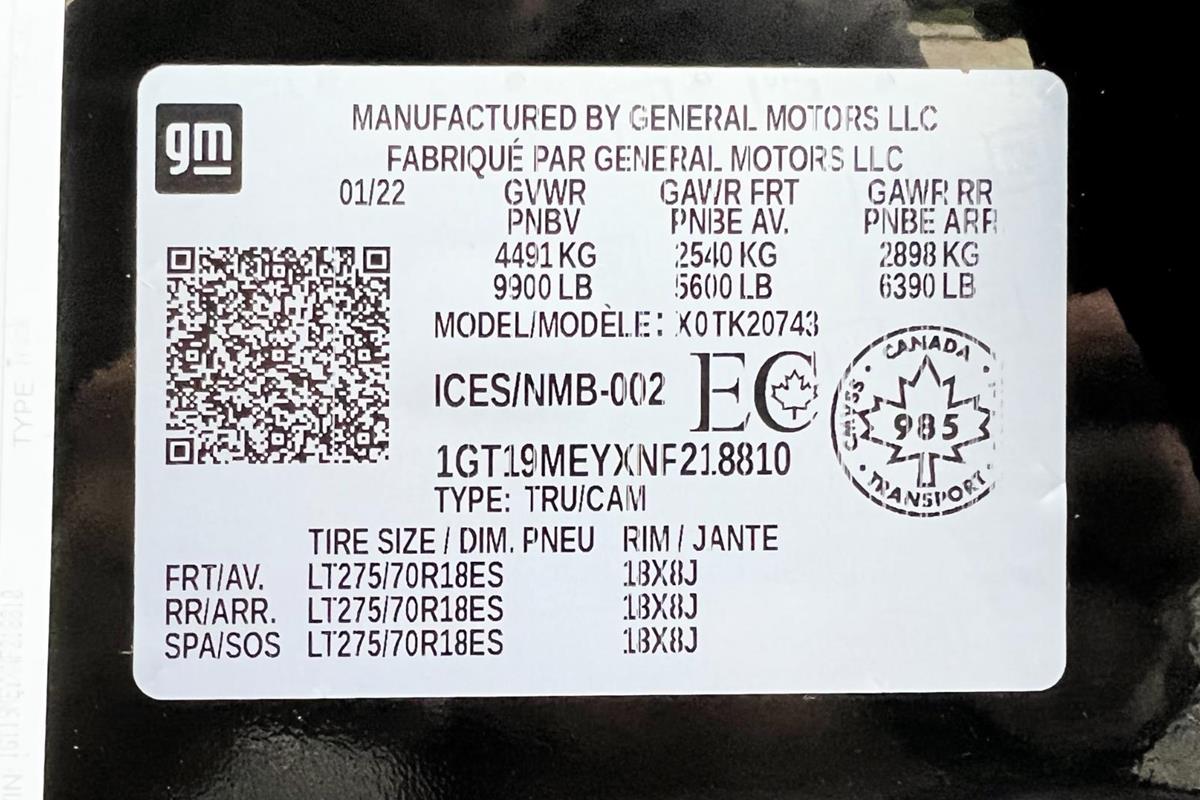 gm
MANUFACTURED BY GENERAL MOTORS LLC
FABRIQUÉ PAR GENERAL MOTORS LLC
01/22 GVWR GAWR FRT GAWR RR
PNBV PNBE AV. PNBE ARR
4491 KG 2540 KG 2898 KG
9900 LB 5600 LB 6390 LB
MODEL/MODÈLE: X0TK20743
ICES/NMB-002 EC
CANADA
CMVSS
985
TRANSPORT
1GT19MEYXNF218810
TYPE: TRU/CAM
TIRE SIZE / DIM. PNEU RIM / JANTE
FRT/AV. LT275/70R18ES 18X8J
RR/ARR. LT275/70R18ES 18X8J
SPA/SOS LT275/70R18ES 18X8J
TYPE